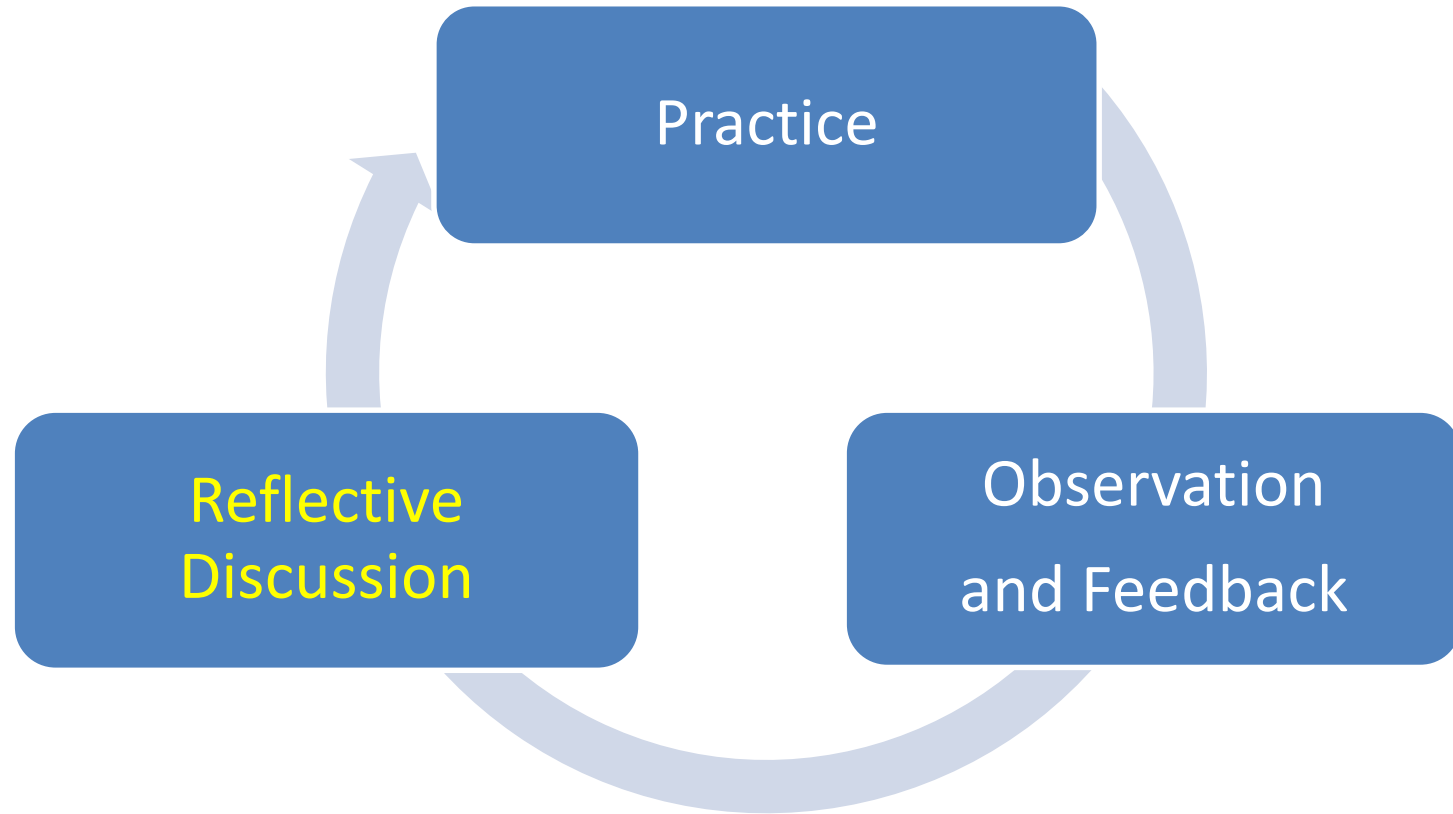 Practice
Reflective
Discussion
Observation
and Feedback